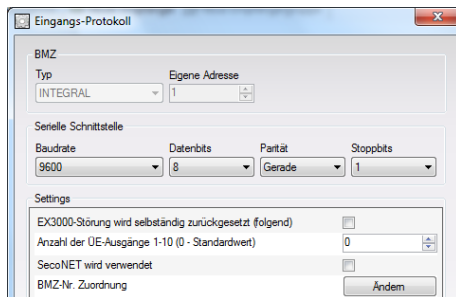 Eingangs-Protokoll
BMZ
Typ Eigene Adresse
INTEGRAL 1
Serielle Schnittstelle
Baudrate Datenbits Parität Stoppbits
9600 8 Gerade 1
Settings
EX3000-Störung wird selbständig zurückgesetzt (folgend)
Anzahl der ÜE-Ausgänge 1-10 (0 - Standardwert) 0
SecoNET wird verwendet
BMZ-Nr. Zuordnung Ändern